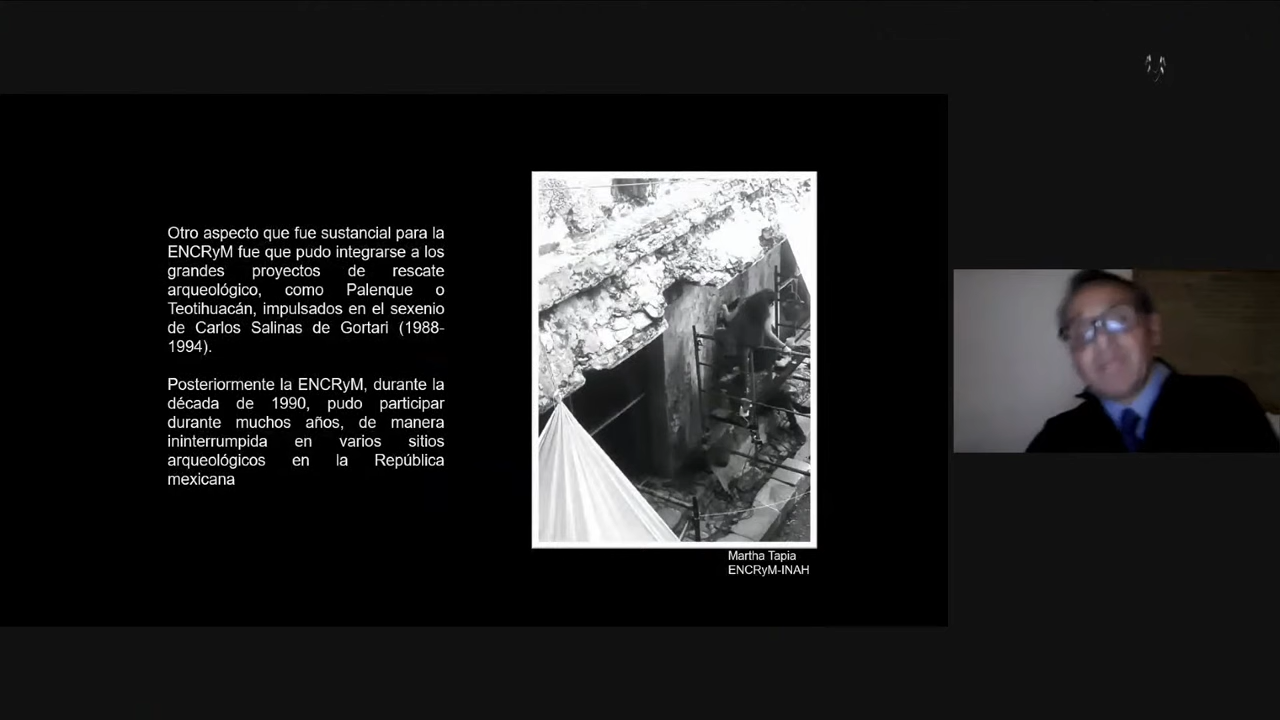 Otro aspecto que fue sustancial para la
ENCRyM fue que pudo integrarse a los
grandes proyectos de rescate
arqueológico, como Palenque o
Teotihuacán, impulsados en el sexenio
de Carlos Salinas de Gortari (1988-
1994).
Posteriormente la ENCRyM, durante la
década de 1990, pudo participar
durante muchos años, de manera
ininterrumpida en varios sitios
arqueológicos en la República
mexicana
Martha Tapia
ENCRyM-INAH